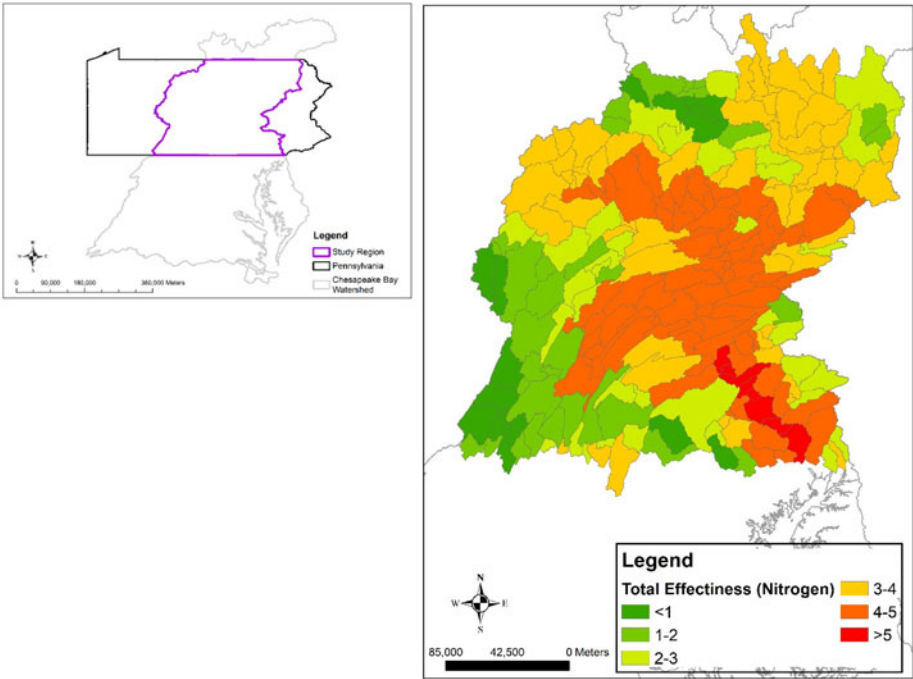 Legend
Study Region
Pennsylvania
Chesapeake Bay
Watershed
N
W E
S
0 90,000 180,000 360,000 Meters
Legend
Total Effectiness (Nitrogen)
<1
1-2
2-3
3-4
4-5
>5
N
W E
S
85,000 42,500 0 Meters